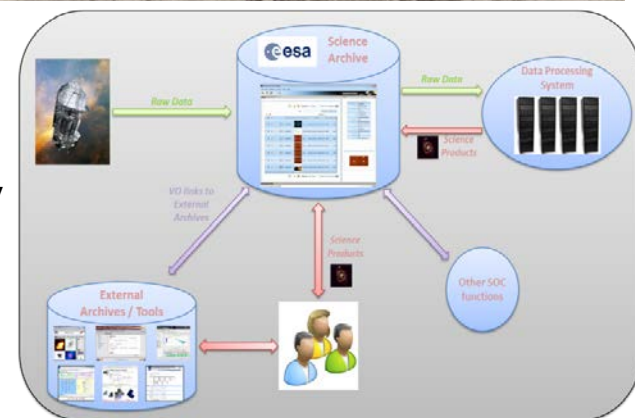 esa
Science
Archive
Raw Data
Raw Data
Data Processing
System
Science
Products
VO links to
External
Archives
Science
Products
External
Archives / Tools
Other SOC
functions